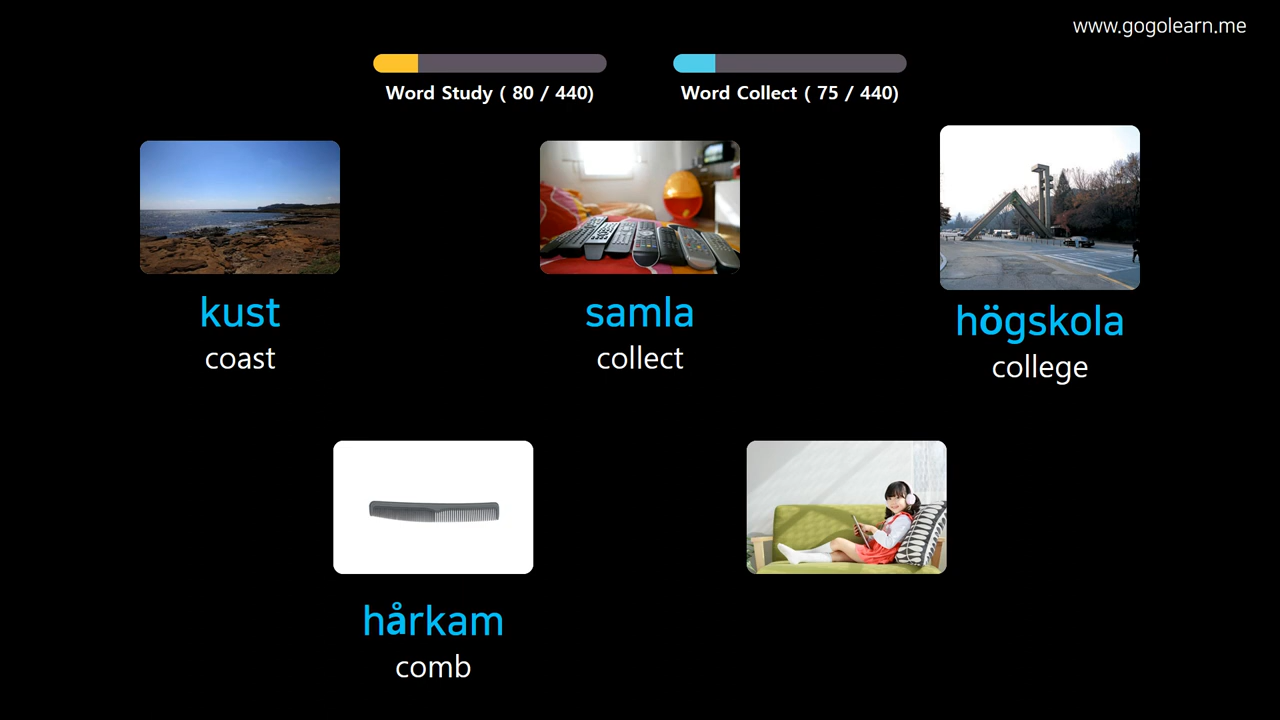 www.gogolearn.me
Word Study ( 80 / 440)
Word Collect ( 75 / 440)
kust
coast
samla
collect
högskola
college
hårkam
comb